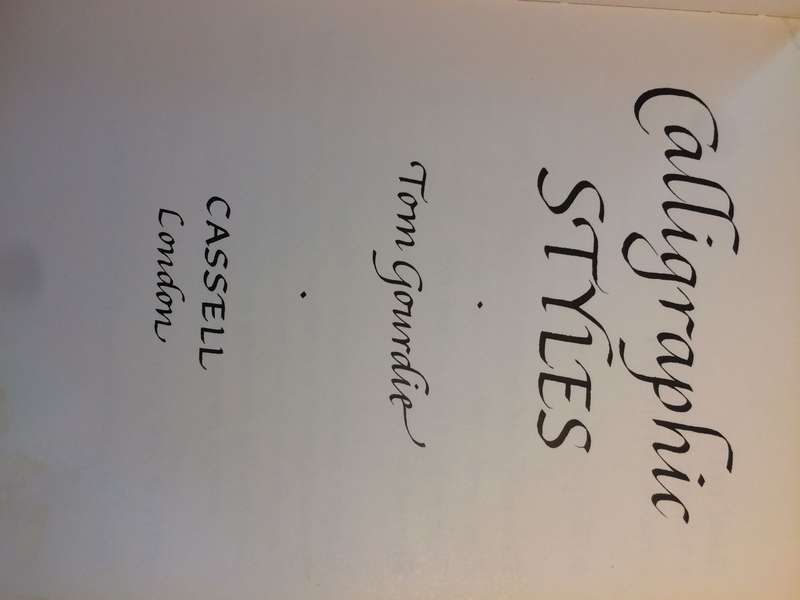 Calligraphic
STYLES
·
Tom Gourdie
·
CASSELL
London